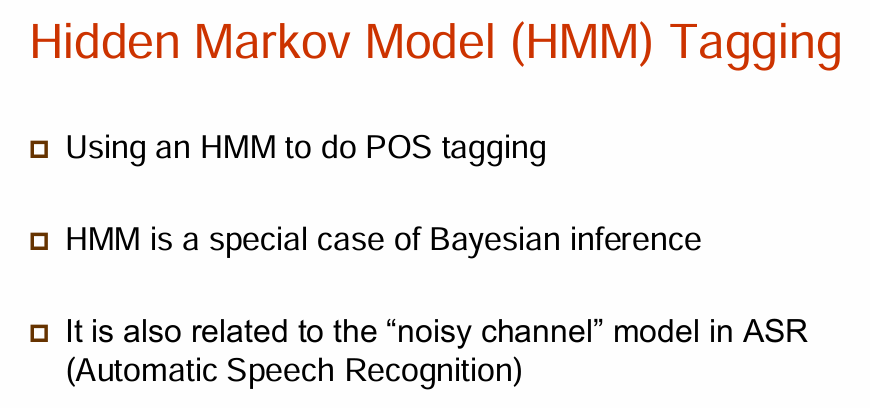 Hidden Markov Model (HMM) Tagging
Using an HMM to do POS tagging
HMM is a special case of Bayesian inference
It is also related to the “noisy channel” model in ASR
(Automatic Speech Recognition)